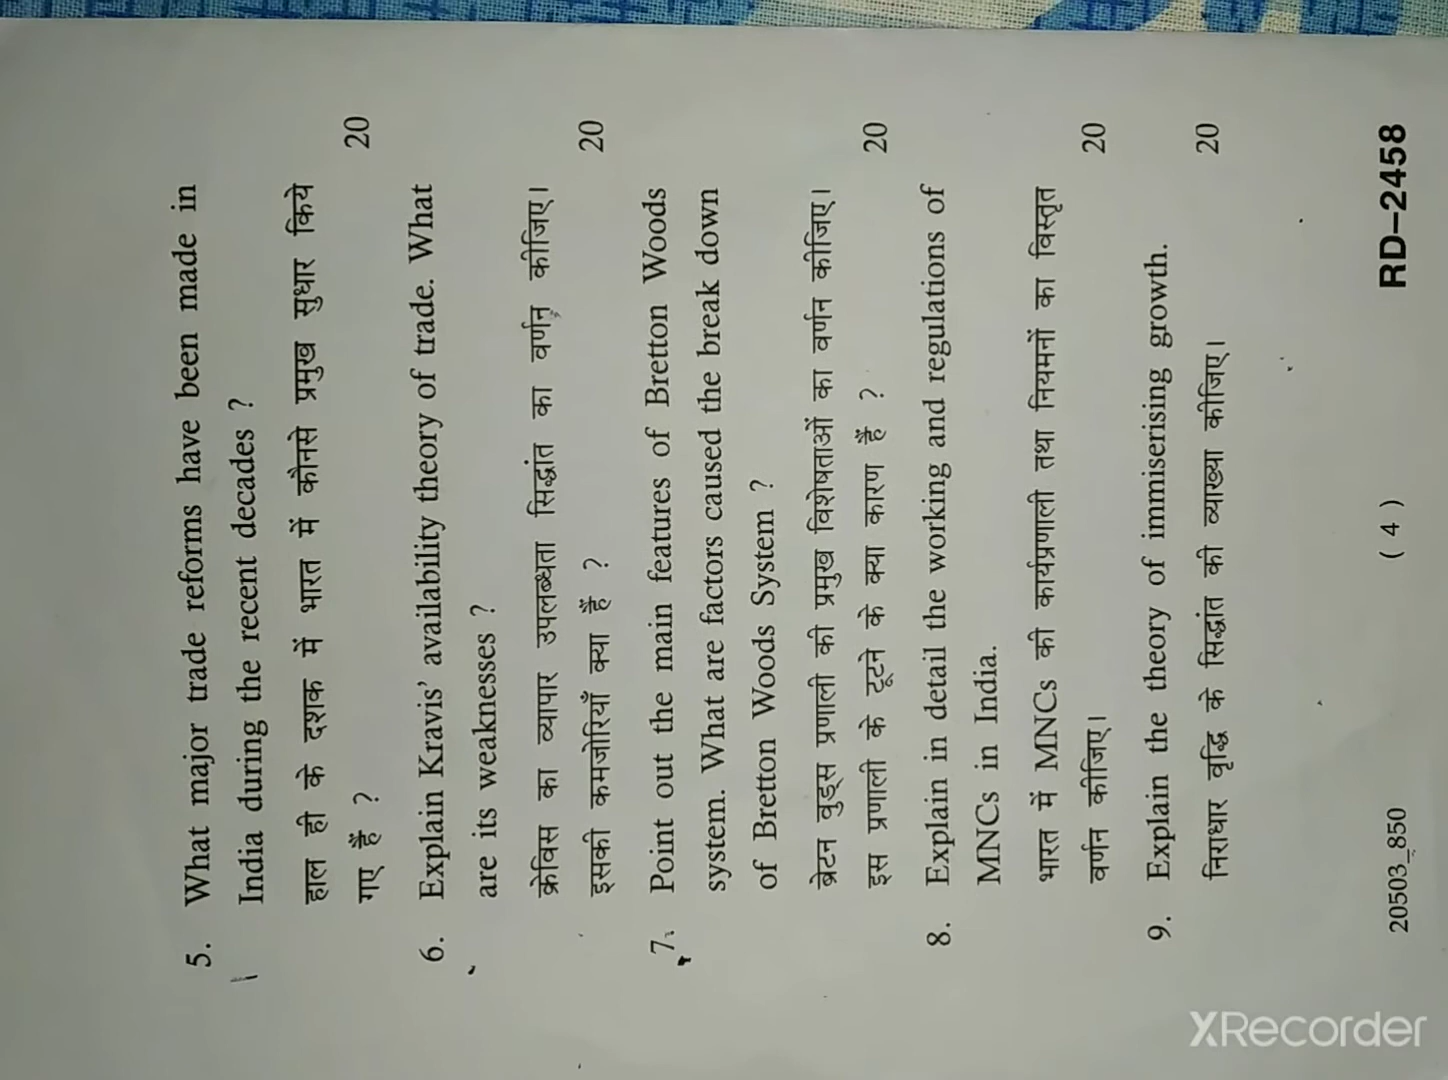 5. What major trade reforms have been made in
India during the recent decades ?
हाल ही के दशक में भारत में कौनसे प्रमुख सुधार किये
गए हैं ? 20
6. Explain Kravis' availability theory of trade. What
are its weaknesses ?
क्रेविस का व्यापार उपलब्धता सिद्धांत का वर्णन कीजिए।
इसकी कमजोरियाँ क्या हैं ? 20
7. Point out the main features of Bretton Woods
system. What are factors caused the break down
of Bretton Woods System ?
ब्रेटन वुड्स प्रणाली की प्रमुख विशेषताओं का वर्णन कीजिए।
इस प्रणाली के टूटने के क्या कारण हैं ? 20
8. Explain in detail the working and regulations of
MNCs in India.
भारत में MNCs की कार्यप्रणाली तथा नियमनों का विस्तृत
वर्णन कीजिए। 20
9. Explain the theory of immiserising growth.
निराधार वृद्धि के सिद्धांत की व्याख्या कीजिए। 20
20503_850 ( 4 ) RD–2458
XRecorder